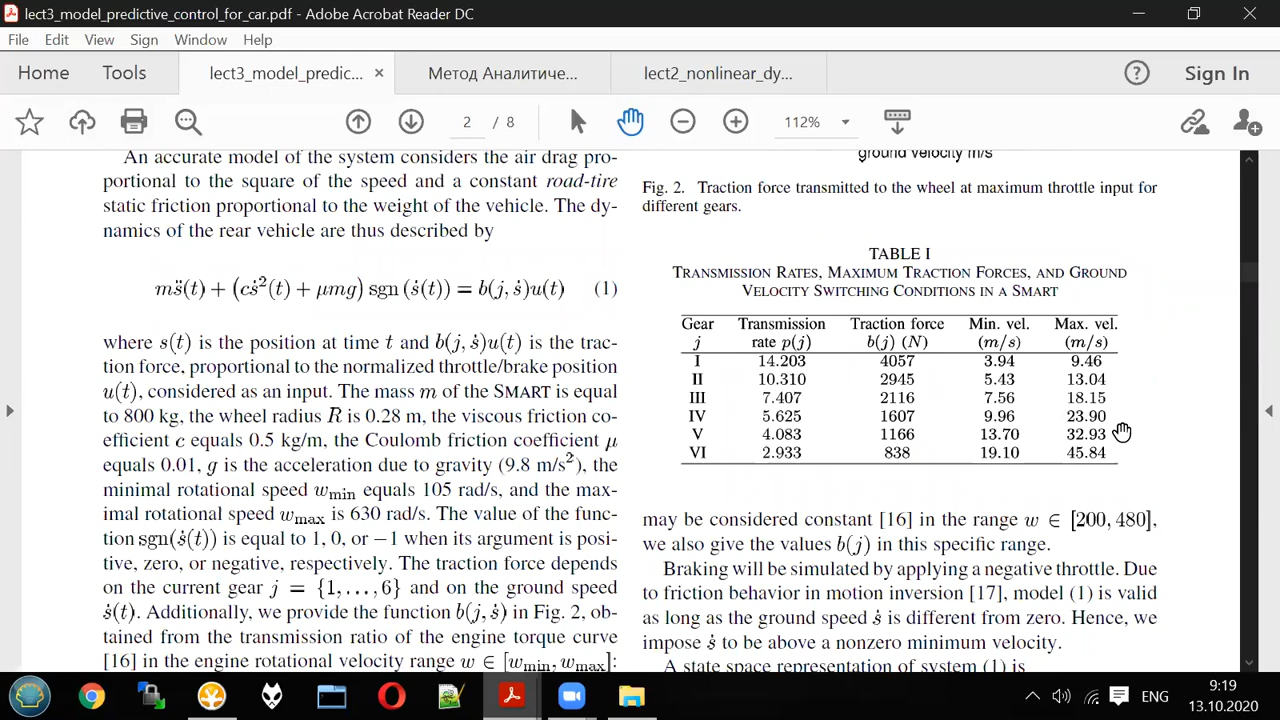 lect3_model_predictive_control_for_car.pdf - Adobe Acrobat Reader DC
File Edit View Sign Window Help
Home Tools lect3_model_predic... × Метод Аналитиче... lect2_nonlinear_dy... Sign In
2 / 8 112%
An accurate model of the system considers the air drag pro-
portional to the square of the speed and a constant road-tire
static friction proportional to the weight of the vehicle. The dy-
namics of the rear vehicle are thus described by
ms̈(t) + (cṡ²(t) + μmg) sgn (ṡ(t)) = b(j, ṡ)u(t) (1)
where s(t) is the position at time t and b(j, ṡ)u(t) is the trac-
tion force, proportional to the normalized throttle/brake position
u(t), considered as an input. The mass m of the SMART is equal
to 800 kg, the wheel radius R is 0.28 m, the viscous friction co-
efficient c equals 0.5 kg/m, the Coulomb friction coefficient μ
equals 0.01, g is the acceleration due to gravity (9.8 m/s²), the
minimal rotational speed wmin equals 105 rad/s, and the max-
imal rotational speed wmax is 630 rad/s. The value of the func-
tion sgn(ṡ(t)) is equal to 1, 0, or −1 when its argument is posi-
tive, zero, or negative, respectively. The traction force depends
on the current gear j = {1, . . . , 6} and on the ground speed
ṡ(t). Additionally, we provide the function b(j, ṡ) in Fig. 2, ob-
tained from the transmission ratio of the engine torque curve
[16] in the engine rotational velocity range w ∈ [wmin, wmax]:
ground velocity m/s
Fig. 2. Traction force transmitted to the wheel at maximum throttle input for
different gears.
TABLE I
TRANSMISSION RATES, MAXIMUM TRACTION FORCES, AND GROUND
VELOCITY SWITCHING CONDITIONS IN A SMART
Gear Transmission Traction force Min. vel. Max. vel.
j rate p(j) b(j) (N) (m/s) (m/s)
I 14.203 4057 3.94 9.46
II 10.310 2945 5.43 13.04
III 7.407 2116 7.56 18.15
IV 5.625 1607 9.96 23.90
V 4.083 1166 13.70 32.93
VI 2.933 838 19.10 45.84
may be considered constant [16] in the range w ∈ [200, 480],
we also give the values b(j) in this specific range.
Braking will be simulated by applying a negative throttle. Due
to friction behavior in motion inversion [17], model (1) is valid
as long as the ground speed ṡ is different from zero. Hence, we
impose ṡ to be above a nonzero minimum velocity.
A state space representation of system (1) is
ENG
9:19
13.10.2020